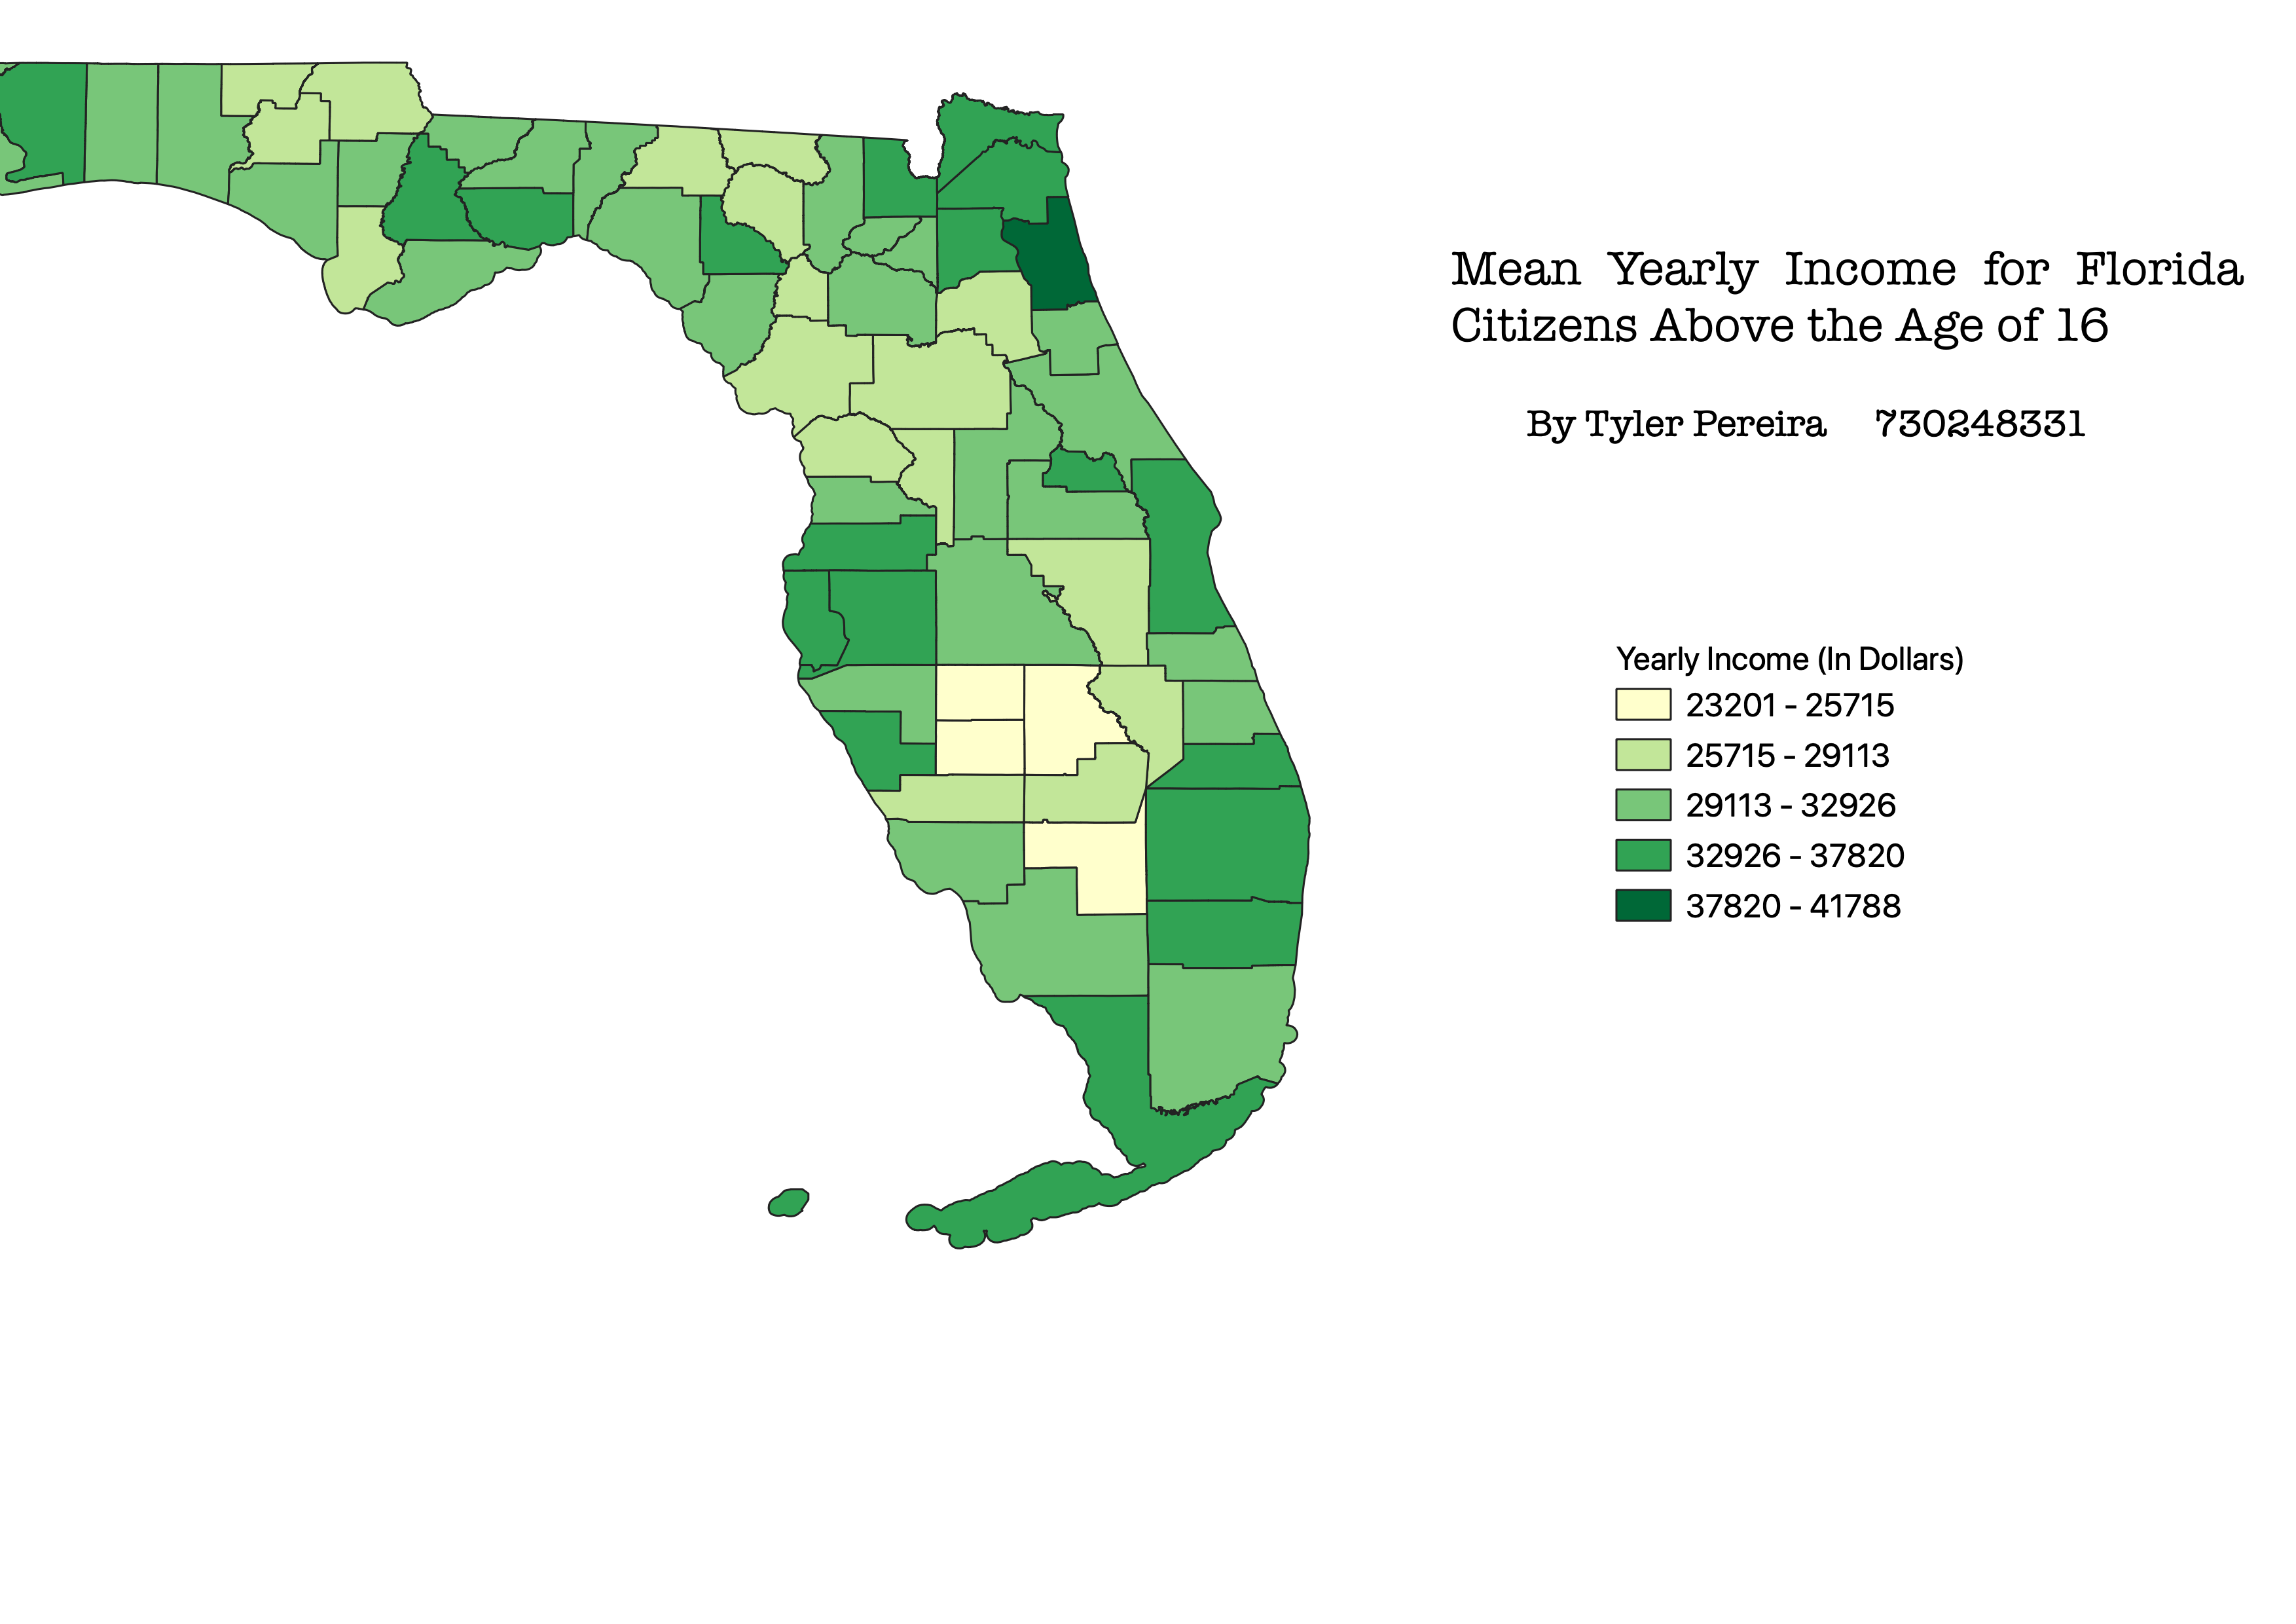 Mean Yearly Income for Florida
Citizens Above the Age of 16
By Tyler Pereira 730248331
Yearly Income (In Dollars)
23201 - 25715
25715 - 29113
29113 - 32926
32926 - 37820
37820 - 41788